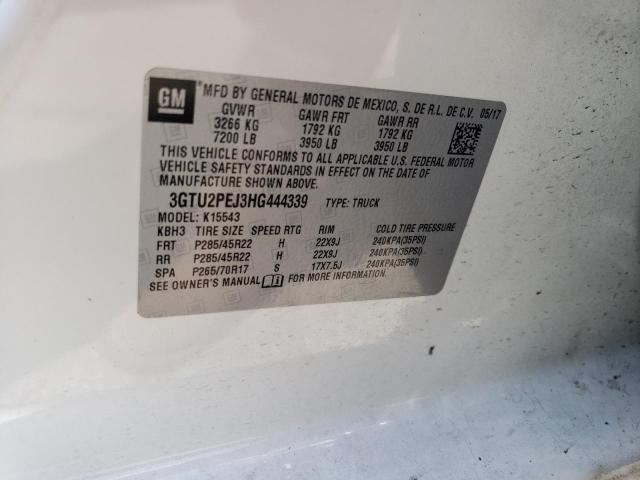 GM
MFD BY GENERAL MOTORS DE MEXICO, S. DE R.L. DE C.V. 05/17
GVWR GAWR FRT GAWR RR
3266 KG 1792 KG 1792 KG
7200 LB 3950 LB 3950 LB
THIS VEHICLE CONFORMS TO ALL APPLICABLE U.S. FEDERAL MOTOR
VEHICLE SAFETY STANDARDS IN EFFECT ON THE DATE OF
MANUFACTURE SHOWN ABOVE.
3GTU2PEJ3HG444339 TYPE: TRUCK
MODEL: K15543
KBH3 TIRE SIZE SPEED RTG RIM COLD TIRE PRESSURE
FRT P285/45R22 H 22X9J 240KPA(35PSI)
RR P285/45R22 H 22X9J 240KPA(35PSI)
SPA P265/70R17 S 17X7.5J 240KPA(35PSI)
SEE OWNER'S MANUAL FOR MORE INFORMATION.